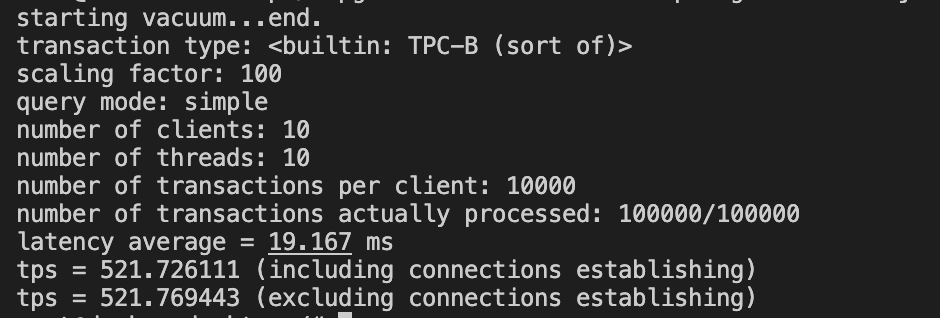 starting vacuum...end.
transaction type: <builtin: TPC-B (sort of)>
scaling factor: 100
query mode: simple
number of clients: 10
number of threads: 10
number of transactions per client: 10000
number of transactions actually processed: 100000/100000
latency average = 19.167 ms
tps = 521.726111 (including connections establishing)
tps = 521.769443 (excluding connections establishing)